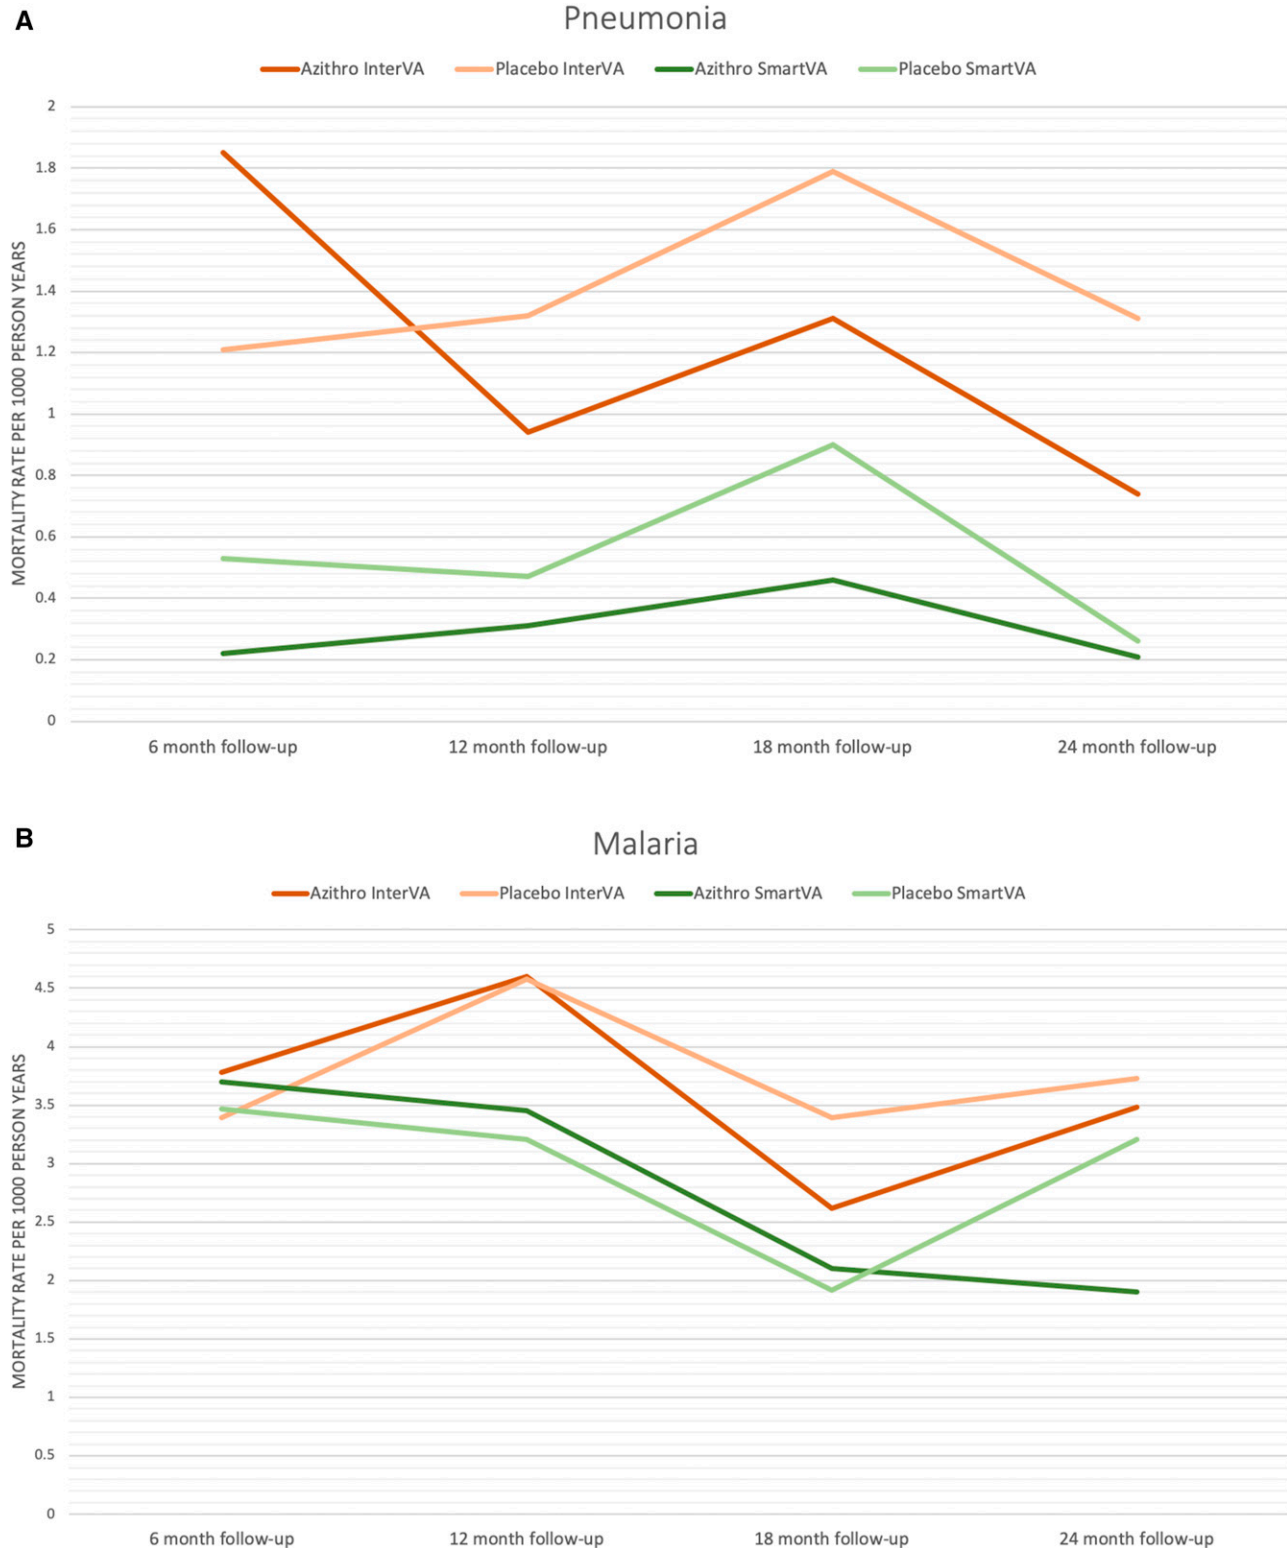 A
Pneumonia
Azithro InterVA Placebo InterVA Azithro SmartVA Placebo SmartVA
MORTALITY RATE PER 1000 PERSON YEARS
2
1.8
1.6
1.4
1.2
1
0.8
0.6
0.4
0.2
0
6 month follow-up 12 month follow-up 18 month follow-up 24 month follow-up
B
Malaria
Azithro InterVA Placebo InterVA Azithro SmartVA Placebo SmartVA
MORTALITY RATE PER 1000 PERSON YEARS
5
4.5
4
3.5
3
2.5
2
1.5
1
0.5
0
6 month follow-up 12 month follow-up 18 month follow-up 24 month follow-up